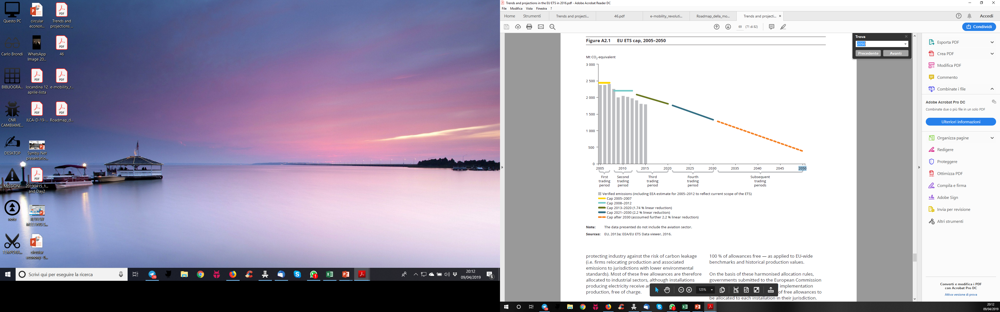 Questo PC
circular
econon...
Trends and
projections ...
Carlo Brondi
WhatsApp
Image 20...
46
BIBLIOGRA...
locandina 12
aprile-lista
e-mobility_r...
CNR
CAMBIAME...
JLCA-D-19-...
Roadmap_d...
DESKTOP
Symby-Net
presentatio...
MISSIONI
20190415_1...
and Day2
note
REVIEW
MEETING'S...
TEMPORA...
circular
econony- 0...
Scrivi qui per eseguire la ricerca
20:12
09/04/2019
6
Trends and projections in the EU ETS in 2016.pdf - Adobe Acrobat Reader DC
File Modifica Vista Finestra ?
Home Strumenti Trends and projecti... 46.pdf e-mobility_revoluti... Roadmap_della_mo... Trends and projecti... × Accedi
69 (71 di 82) Condividi
Figure A2.1 EU ETS cap, 2005–2050
Mt CO2-equivalent
3 000
2 500
2 000
1 500
1 000
500
0
2005 2010 2015 2020 2025 2030 2035 2040 2045 2050
First trading period
Second trading period
Third trading period
Fourth trading period
Subsequent trading periods
Verified emissions (including EEA estimate for 2005–2012 to reflect current scope of the ETS)
Cap 2005–2007
Cap 2008–2012
Cap 2013–2020 (1.74 % linear reduction)
Cap 2021–2030 (2.2 % linear reduction)
Cap after 2030 (asssumed further 2.2 % linear reduction)
Note: The data presented do not include the aviation sector.
Sources: EU, 2013a; EEA/EU ETS Data viewer, 2016.
protecting industry against the risk of carbon leakage
(i.e. firms relocating production and associated
emissions to jurisdictions with lower environmental
standards). Most of these free allowances are therefore
allocated to industrial sectors, although installations
producing electricity receive
production, free of charge.
100 % of allowances free — as applied to EU-wide
benchmarks and historical production values.
On the basis of these harmonised allocation rules,
governments submitted to the European Commission
implementation
of free allowances to
be allocated to each installation in their jurisdiction.
125%
Trova
2050
Precedente Avanti
Esporta PDF
Crea PDF
Modifica PDF
Commento
Combinate i file
Adobe Acrobat Pro DC
Combinate due o più file in un solo PDF
Ulteriori informazioni
Organizza pagine
Redigere
Proteggere
Ottimizza PDF
Compila e firma
Adobe Sign
Invia per revisione
Altri strumenti
Converti e modifica i PDF
con Acrobat Pro DC
Attiva versione di prova
20:12
09/04/2019